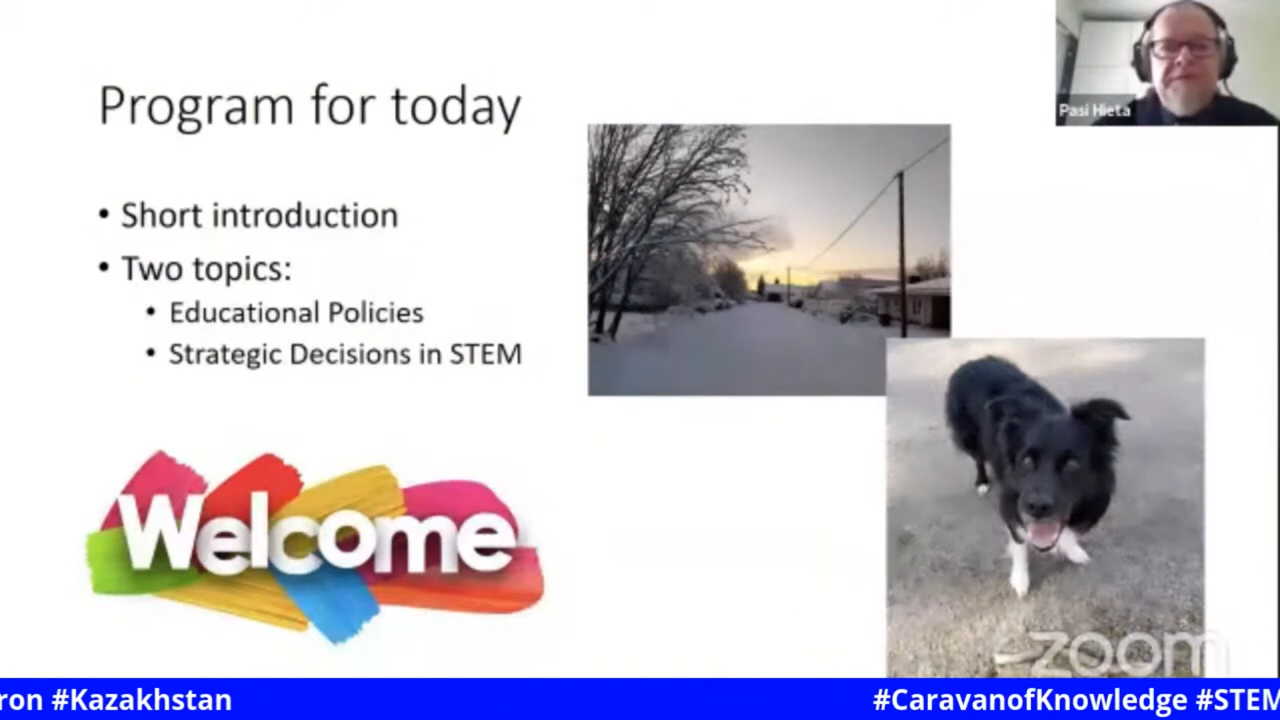 Program for today
Pasi Hieta
• Short introduction
• Two topics:
• Educational Policies
• Strategic Decisions in STEM
Welcome
zoom
#Kazakhstan
#CaravanofKnowledge #STEM